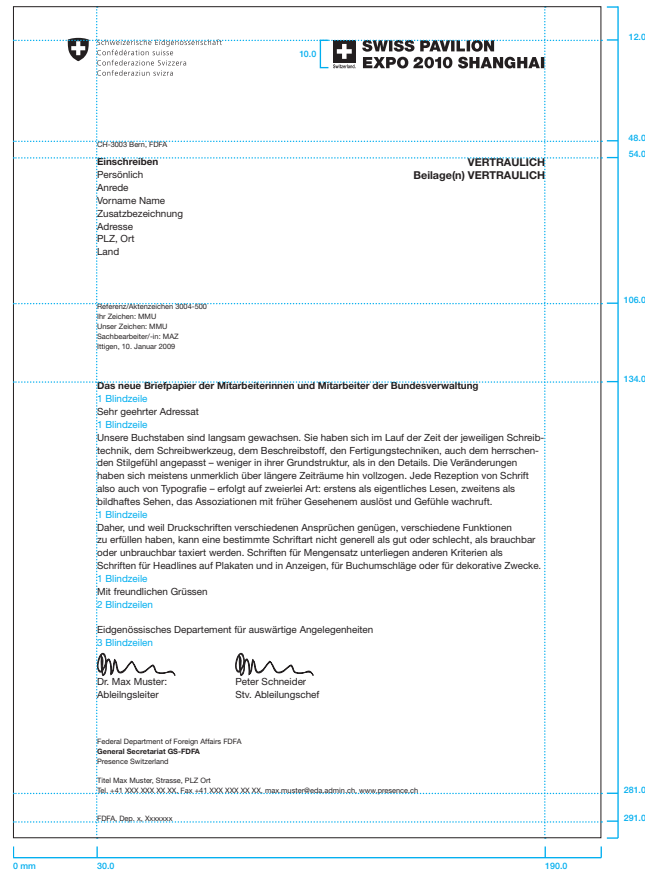 12.0
Schweizerische Eidgenossenschaft
Confédération suisse
Confederazione Svizzera
Confederaziun svizra
10.0
Switzerland.
SWISS PAVILION
EXPO 2010 SHANGHAI
48.0
CH-3003 Bern, FDFA
54.0
Einschreiben
VERTRAULICH
Persönlich
Beilage(n) VERTRAULICH
Anrede
Vorname Name
Zusatzbezeichnung
Adresse
PLZ, Ort
Land
106.0
Referenz/Aktenzeichen 3004-500
Ihr Zeichen: MMU
Unser Zeichen: MMU
Sachbearbeiter/-in: MAZ
Ittigen, 10. Januar 2009
134.0
Das neue Briefpapier der Mitarbeiterinnen und Mitarbeiter der Bundesverwaltung
1 Blindzeile
Sehr geehrter Adressat
1 Blindzeile
Unsere Buchstaben sind langsam gewachsen. Sie haben sich im Lauf der Zeit der jeweiligen Schreib-
technik, dem Schreibwerkzeug, dem Beschreibstoff, den Fertigungstechniken, auch dem herrschen-
den Stilgefühl angepasst – weniger in ihrer Grundstruktur, als in den Details. Die Veränderungen
haben sich meistens unmerklich über längere Zeiträume hin vollzogen. Jede Rezeption von Schrift
also auch von Typografie – erfolgt auf zweierlei Art: erstens als eigentliches Lesen, zweitens als
bildhaftes Sehen, das Assoziationen mit früher Gesehenem auslöst und Gefühle wachruft.
1 Blindzeile
Daher, und weil Druckschriften verschiedenen Ansprüchen genügen, verschiedene Funktionen
zu erfüllen haben, kann eine bestimmte Schriftart nicht generell als gut oder schlecht, als brauchbar
oder unbrauchbar taxiert werden. Schriften für Mengensatz unterliegen anderen Kriterien als
Schriften für Headlines auf Plakaten und in Anzeigen, für Buchumschläge oder für dekorative Zwecke.
1 Blindzeile
Mit freundlichen Grüssen
2 Blindzeilen
Eidgenössisches Departement für auswärtige Angelegenheiten
3 Blindzeilen
Dr. Max Muster:
Peter Schneider
Ableilngsleiter
Stv. Ableilungschef
Federal Department of Foreign Affairs FDFA
General Secretariat GS-FDFA
Presence Switzerland
Titel Max Muster, Strasse, PLZ Ort
Tel. +41 XXX XXX XX XX, Fax +41 XXX XXX XX XX, max.muster@eda.admin.ch, www.presence.ch
281.0
FDFA, Dep. x, Xxxxxxx
291.0
0 mm
30.0
190.0